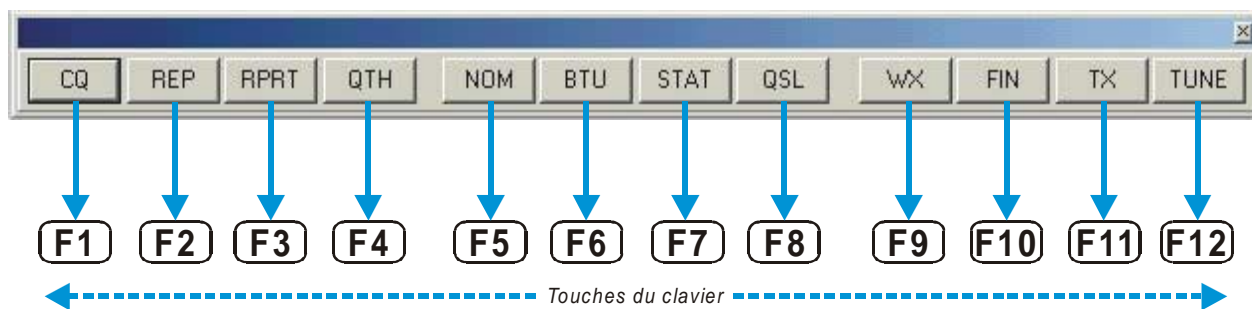 CQ REP RPRT QTH NOM BTU STAT QSL WX FIN TX TUNE
F1 F2 F3 F4 F5 F6 F7 F8 F9 F10 F11 F12
Touches du clavier